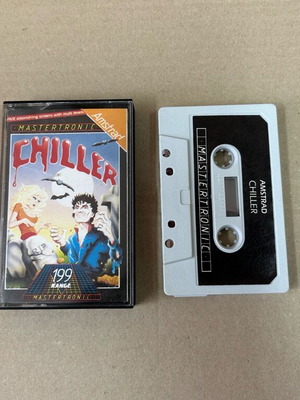 Amstrad
MASTERTRONIC
CHILLER
199
RANGE
MASTERTRONIC
MASTERTRONIC
AMSTRAD
CHILLER